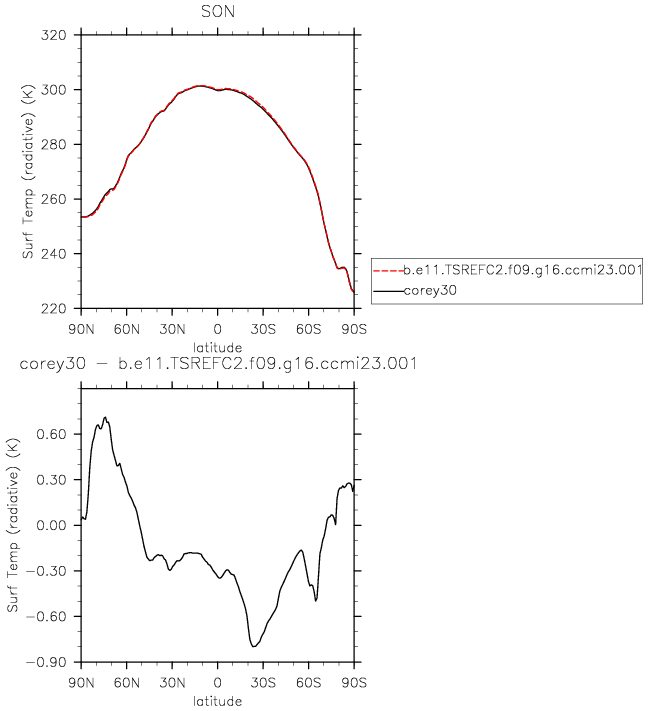 SON
Surf Temp (radiative) (K)
320
300
280
260
240
220
90N 60N 30N 0 30S 60S 90S
latitude
b.e11.TSREFC2.f09.g16.ccmi23.001
corey30
corey30 − b.e11.TSREFC2.f09.g16.ccmi23.001
Surf Temp (radiative) (K)
0.60
0.30
0.00
−0.30
−0.60
−0.90
90N 60N 30N 0 30S 60S 90S
latitude